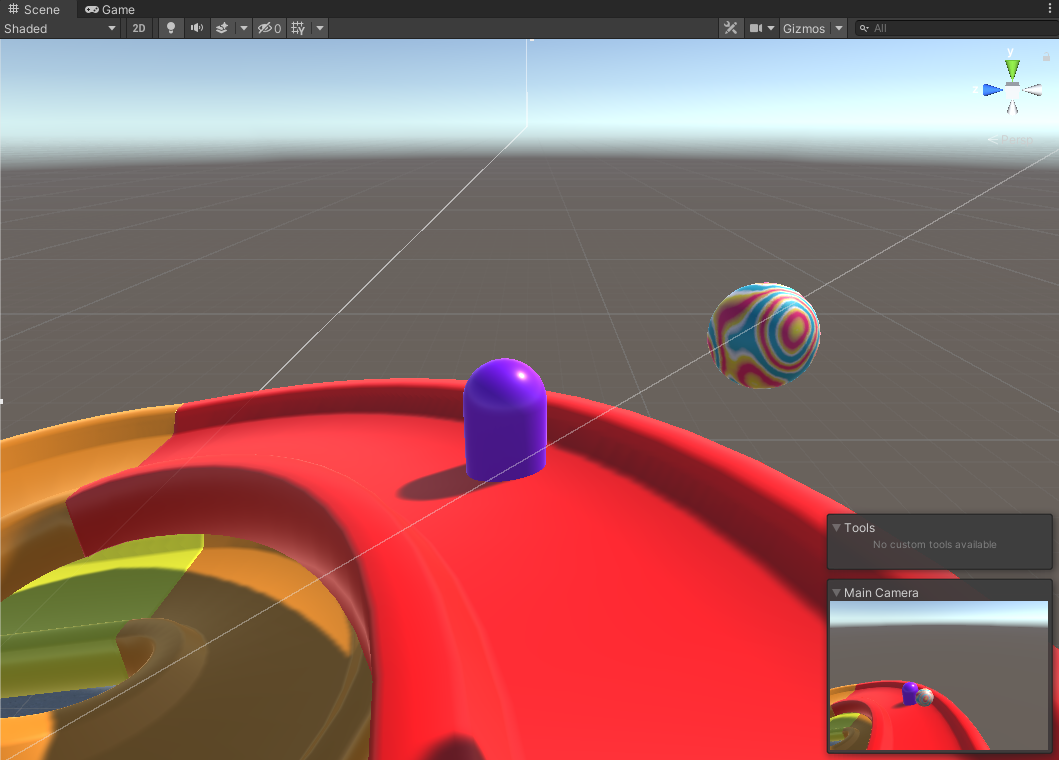 Scene Game
Shaded 2D 0 Gizmos All
y
z
Persp
Tools
No custom tools available
Main Camera